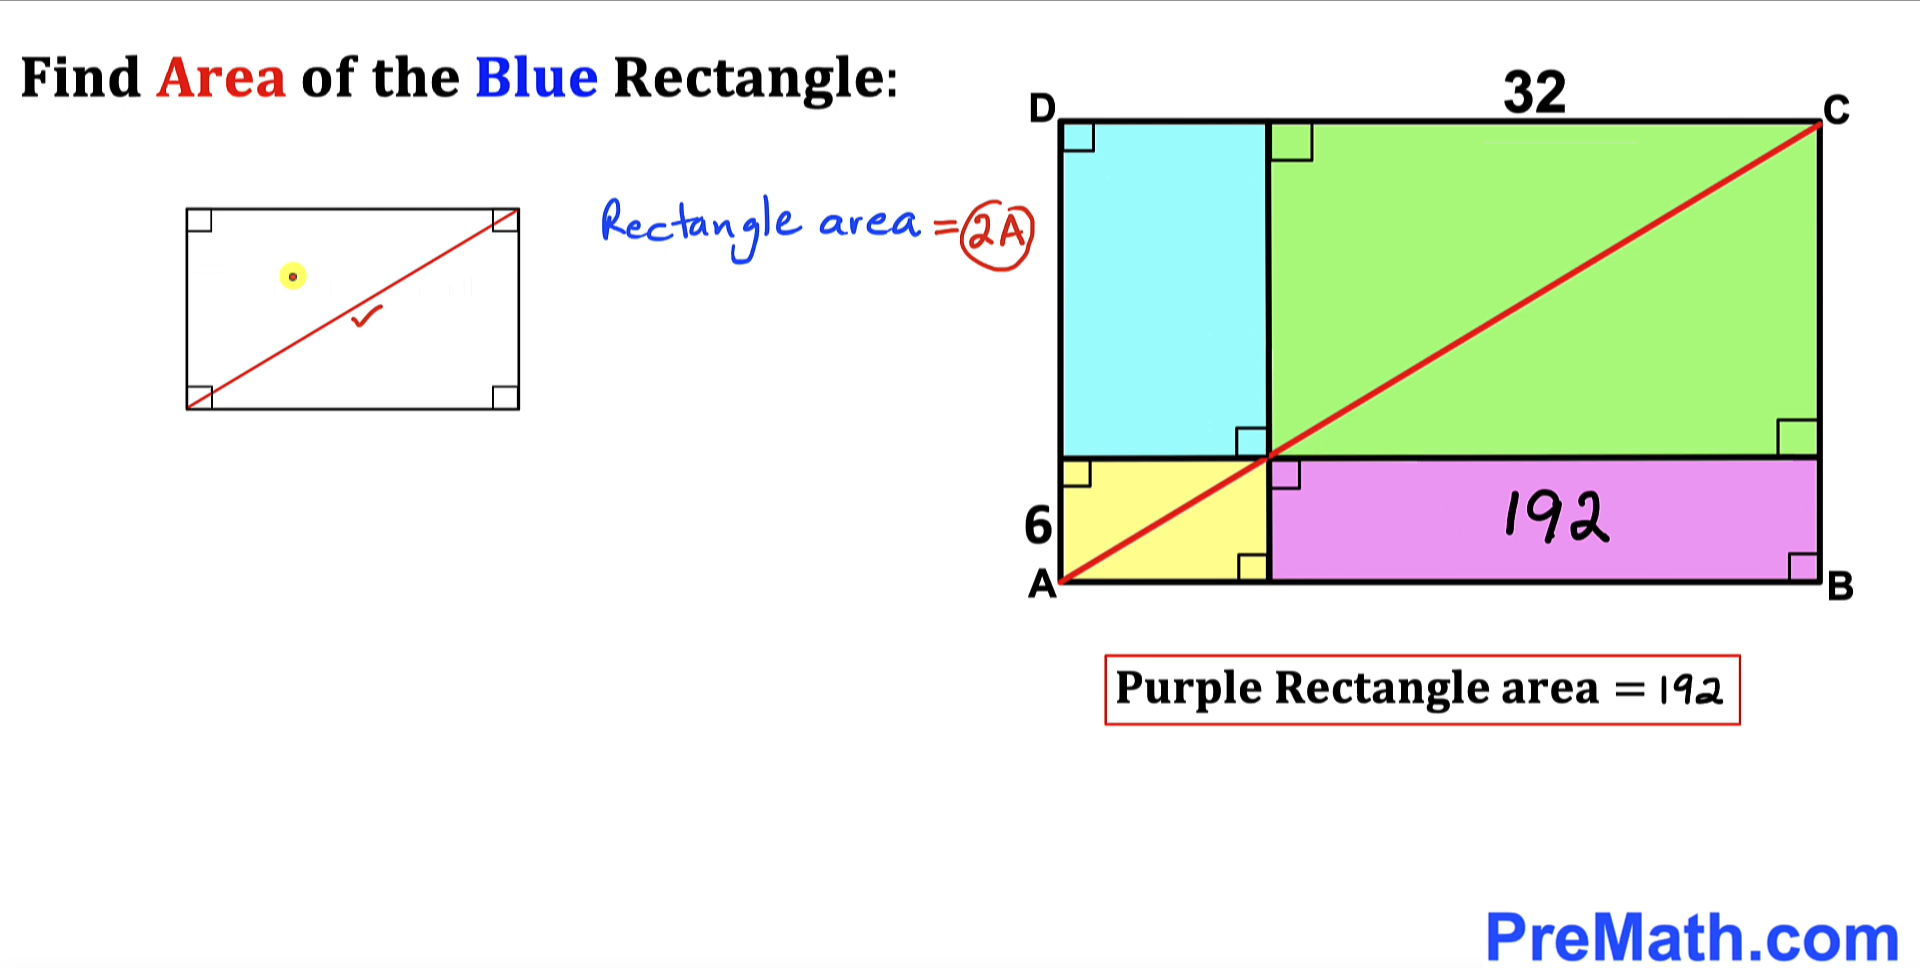 Find Area of the Blue Rectangle:
32
D
C
Rectangle area = 2A
192
6
A
B
Purple Rectangle area = 192
PreMath.com